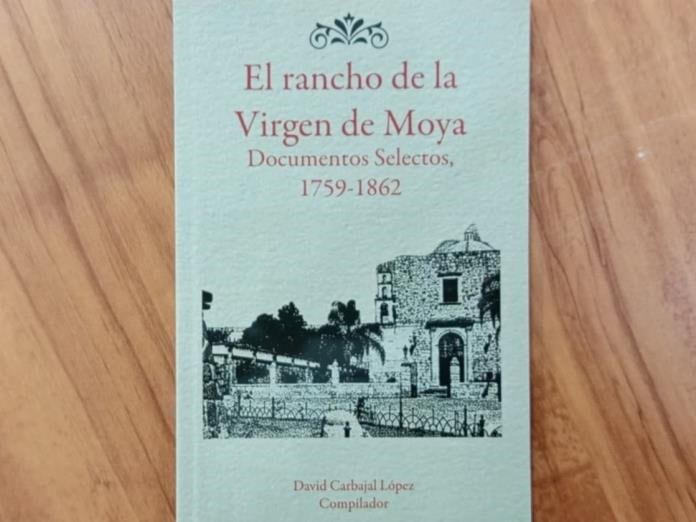 El rancho de la
Virgen de Moya
Documentos Selectos,
1759-1862
David Carbajal López
Compilador